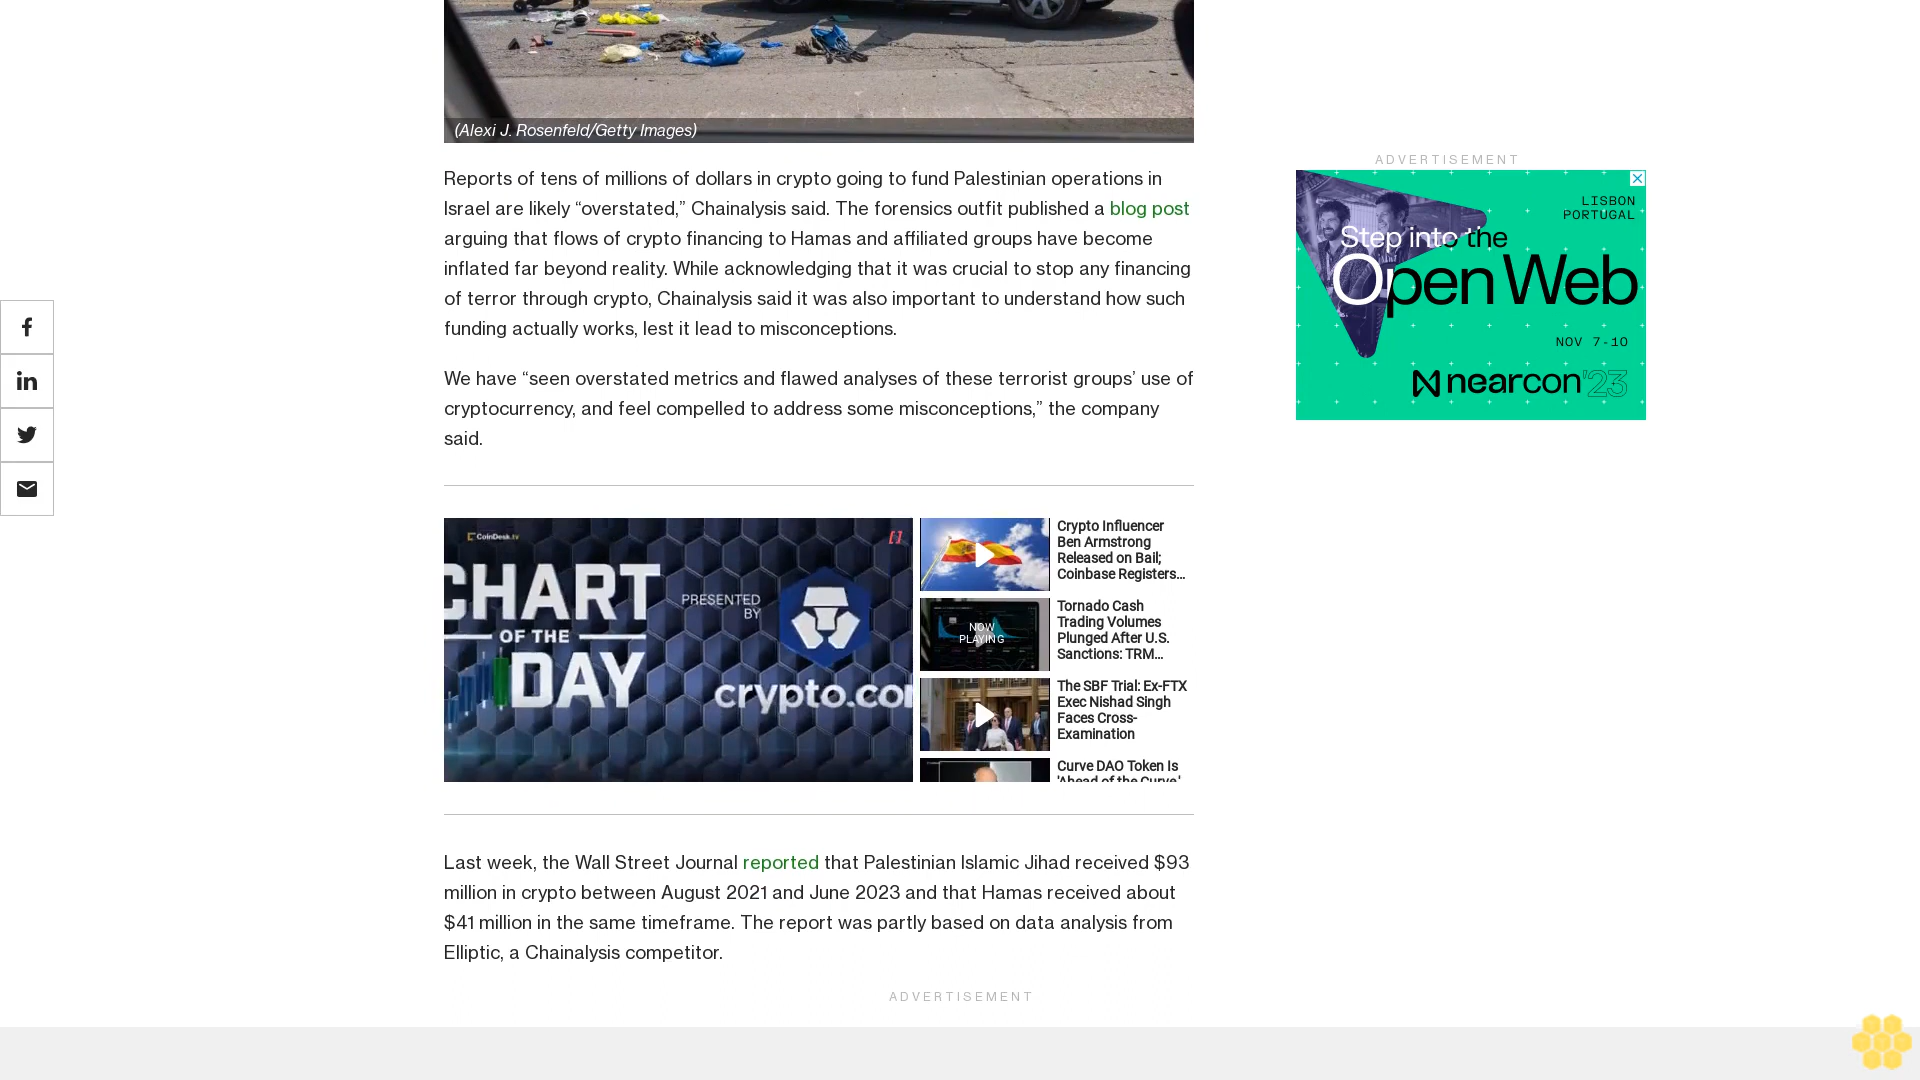 (Alexi J. Rosenfeld/Getty Images)
Reports of tens of millions of dollars in crypto going to fund Palestinian operations in
Israel are likely “overstated,” Chainalysis said. The forensics outfit published a blog post
arguing that flows of crypto financing to Hamas and affiliated groups have become
inflated far beyond reality. While acknowledging that it was crucial to stop any financing
of terror through crypto, Chainalysis said it was also important to understand how such
funding actually works, lest it lead to misconceptions.
We have “seen overstated metrics and flawed analyses of these terrorist groups’ use of
cryptocurrency, and feel compelled to address some misconceptions,” the company
said.
CoinDesk.tv
CHART
OF THE
DAY
PRESENTED
BY
crypto.co
Crypto Influencer
Ben Armstrong
Released on Bail;
Coinbase Registers...
NOW
PLAYING
Tornado Cash
Trading Volumes
Plunged After U.S.
Sanctions: TRM...
The SBF Trial: Ex-FTX
Exec Nishad Singh
Faces Cross-
Examination
Curve DAO Token Is
'Ahead of the Curve,'
Last week, the Wall Street Journal reported that Palestinian Islamic Jihad received $93
million in crypto between August 2021 and June 2023 and that Hamas received about
$41 million in the same timeframe. The report was partly based on data analysis from
Elliptic, a Chainalysis competitor.
ADVERTISEMENT
ADVERTISEMENT
LISBON
PORTUGAL
Step into the
Open Web
NOV 7-10
nearcon'23